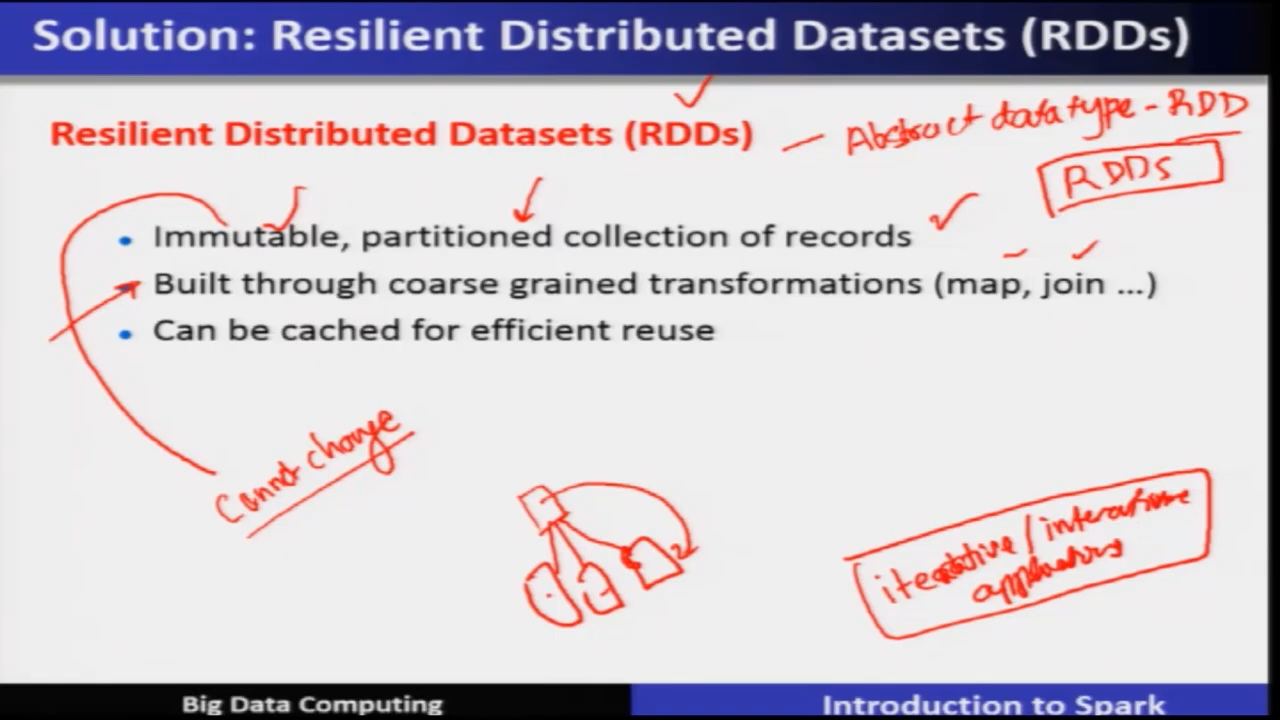 Solution: Resilient Distributed Datasets (RDDs)
Resilient Distributed Datasets (RDDs) – Abstract data type - RDD
RDDs
• Immutable, partitioned collection of records
• Built through coarse grained transformations (map, join ...)
• Can be cached for efficient reuse
Cannot change
iterative / interactive
applications
Big Data Computing
Introduction to Spark